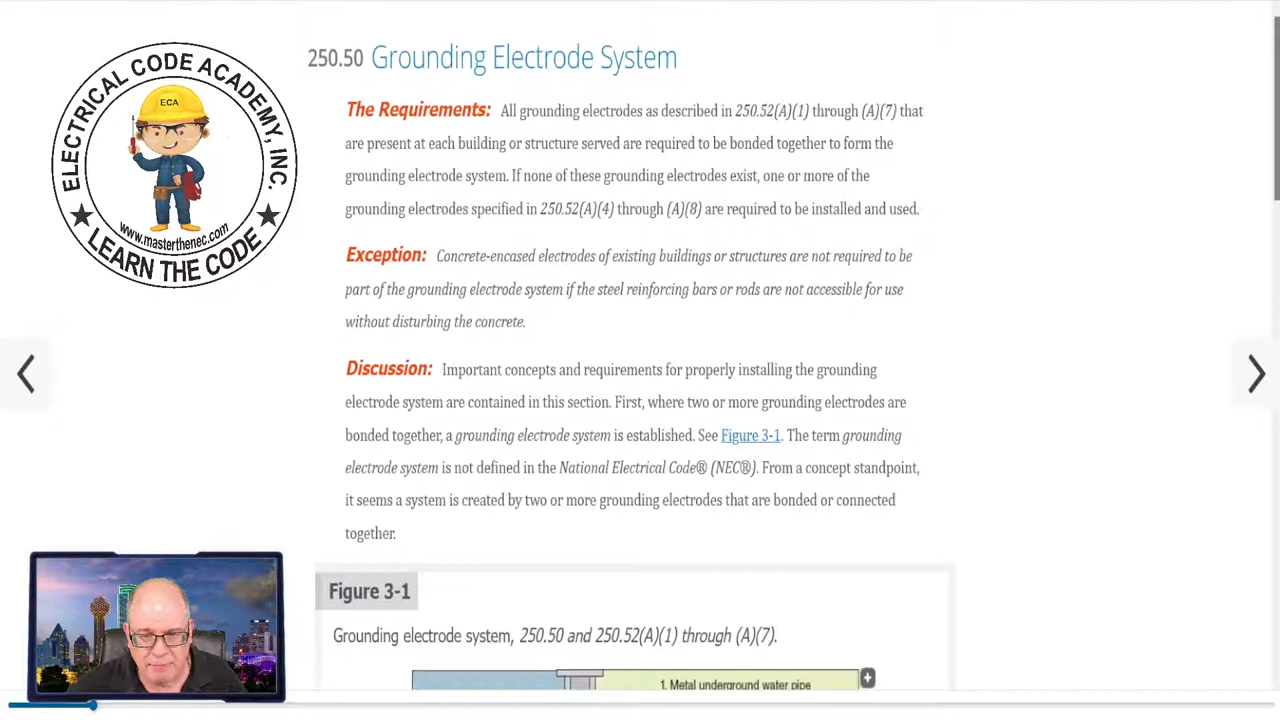 ELECTRICAL CODE ACADEMY, INC.
ECA
www.masterthenec.com
LEARN THE CODE
250.50 Grounding Electrode System
The Requirements: All grounding electrodes as described in 250.52(A)(1) through (A)(7) that
are present at each building or structure served are required to be bonded together to form the
grounding electrode system. If none of these grounding electrodes exist, one or more of the
grounding electrodes specified in 250.52(A)(4) through (A)(8) are required to be installed and used.
Exception: Concrete-encased electrodes of existing buildings or structures are not required to be
part of the grounding electrode system if the steel reinforcing bars or rods are not accessible for use
without disturbing the concrete.
Discussion: Important concepts and requirements for properly installing the grounding
electrode system are contained in this section. First, where two or more grounding electrodes are
bonded together, a grounding electrode system is established. See Figure 3-1. The term grounding
electrode system is not defined in the National Electrical Code® (NEC®). From a concept standpoint,
it seems a system is created by two or more grounding electrodes that are bonded or connected
together.
Figure 3-1
Grounding electrode system, 250.50 and 250.52(A)(1) through (A)(7).
1. Metal underground water pipe